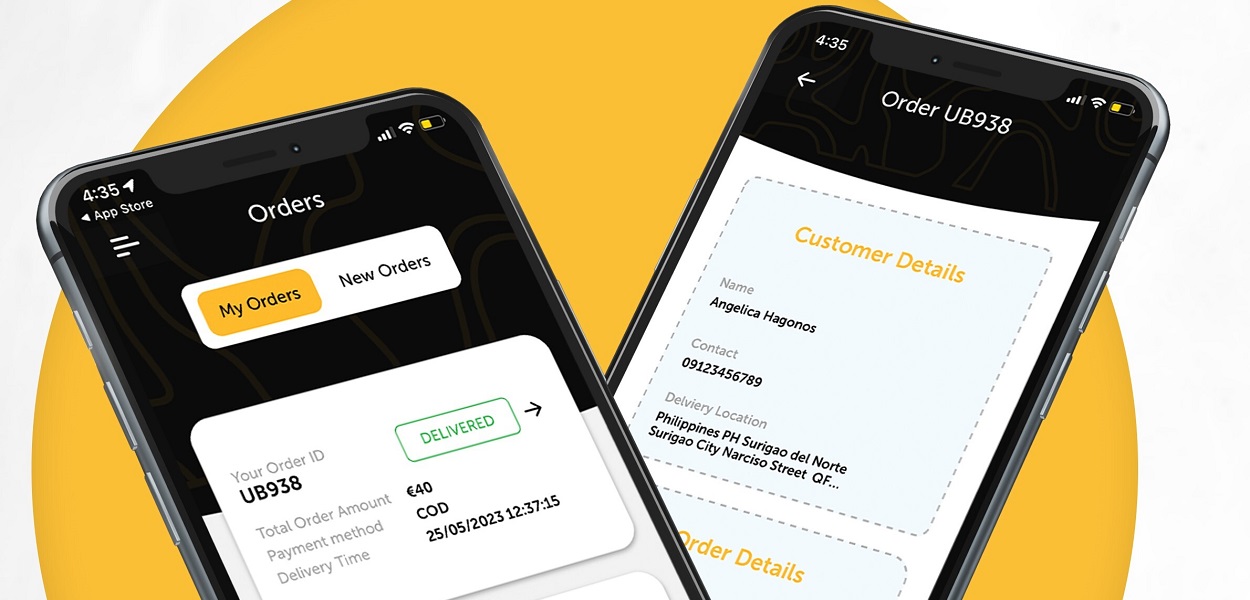 4:35
App Store
Orders
My Orders
New Orders
DELIVERED
Your Order ID
UB938
Total Order Amount €40
Payment method COD
Delivery Time 25/05/2023 12:37:15
4:35
Order UB938
Customer Details
Name
Angelica Hagonos
Contact
09123456789
Delviery Location
Philippines PH Surigao del Norte
Surigao City Narciso Street QF...
Order Details